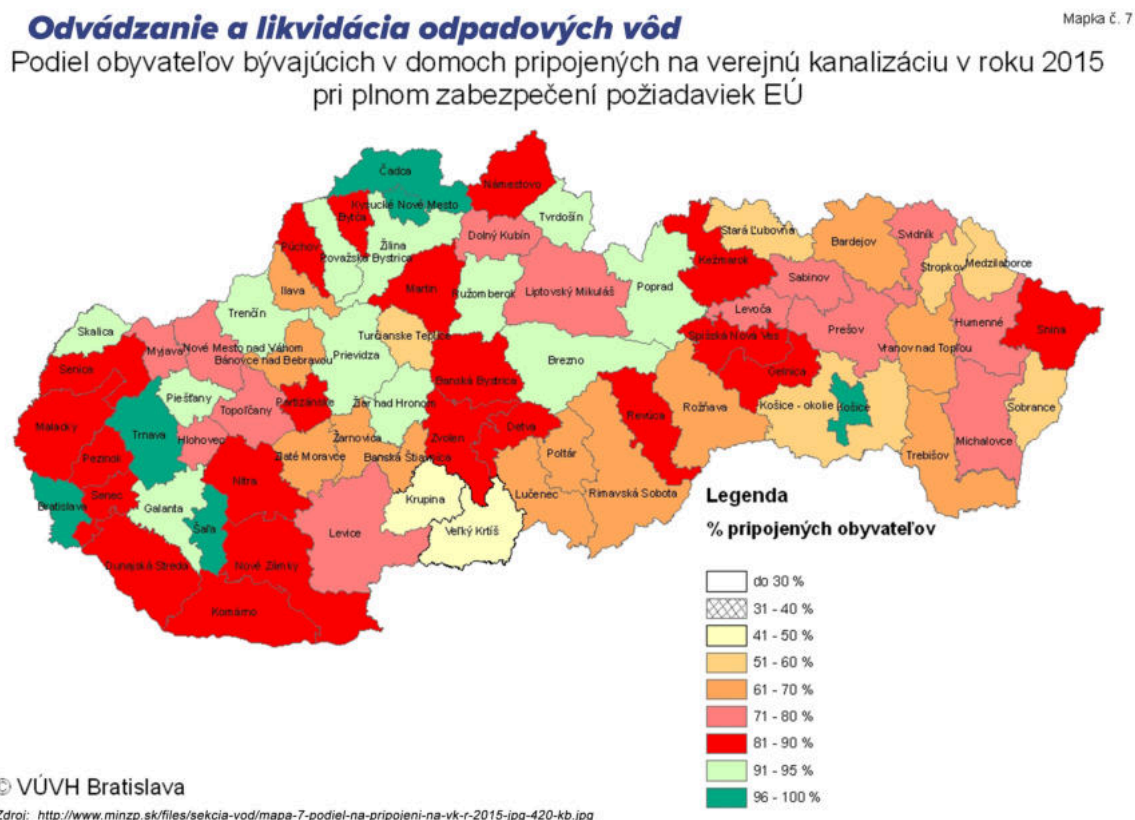 Odvádzanie a likvidácia odpadových vôd
Mapka č. 7
Podiel obyvateľov bývajúcich v domoch pripojených na verejnú kanalizáciu v roku 2015
pri plnom zabezpečení požiadaviek EÚ
Čadca
Námestovo
Kysucké Nové Mesto
Bytča
Tvrdošín
Stará Ľubovňa
Bardejov
Svidník
Dolný Kubín
Žilina
Púchov
Považská Bystrica
Kežmarok
Stropkov
Medzilaborce
Sabinov
Ilava
Martin
Ružomberok
Liptovský Mikuláš
Poprad
Levoča
Trenčín
Skalica
Turčianske Teplice
Prešov
Humenné
Snina
Spišská Nová Ves
Nové Mesto nad Váhom
Myjava
Bánovce nad Bebravou
Prievidza
Brezno
Vranov nad Topľou
Senica
Gelnica
Banská Bystrica
Piešťany
Partizánske
Žiar nad Hronom
Topoľčany
Revúca
Rožňava
Košice - okolie
Košice
Sobrance
Malacky
Trnava
Hlohovec
Žarnovica
Zvolen
Detva
Michalovce
Pezinok
Zlaté Moravce
Banská Štiavnica
Poltár
Trebišov
Nitra
Rimavská Sobota
Lučenec
Senec
Krupina
Bratislava
Galanta
Šaľa
Levice
Veľký Krtíš
Dunajská Streda
Nové Zámky
Komárno
Legenda
% pripojených obyvateľov
do 30 %
31 - 40 %
41 - 50 %
51 - 60 %
61 - 70 %
71 - 80 %
81 - 90 %
91 - 95 %
96 - 100 %
© VÚVH Bratislava
Zdroj: http://www.minzp.sk/files/sekcia-vod/mapa-7-podiel-na-pripojeni-na-vk-r-2015-jpg-420-kb.jpg